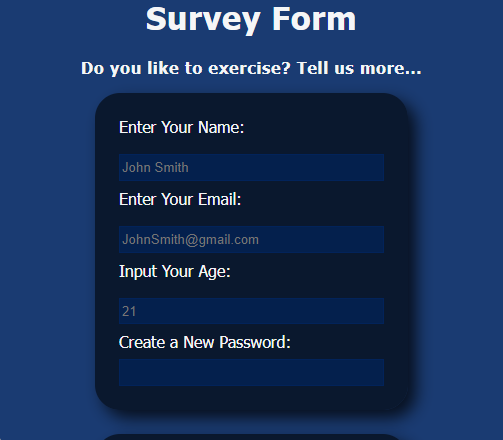 Survey Form
Do you like to exercise? Tell us more...
Enter Your Name:
John Smith
Enter Your Email:
JohnSmith@gmail.com
Input Your Age:
21
Create a New Password: